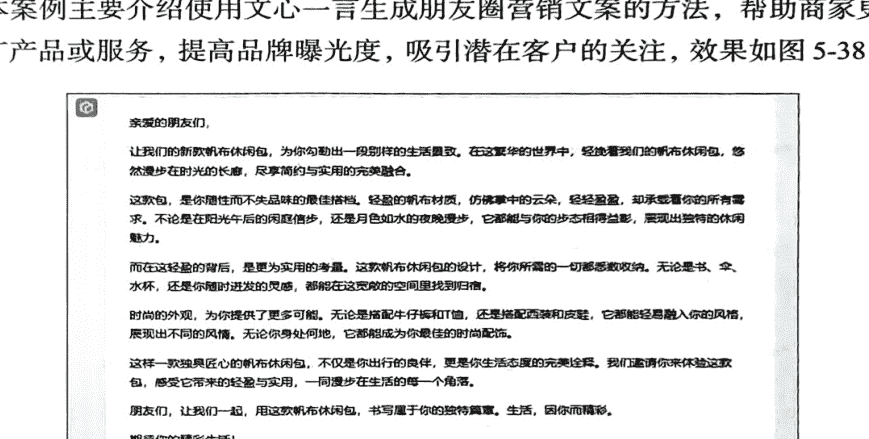 本案例主要介绍使用文心一言生成朋友圈营销文案的方法，帮助商家更
广产品或服务，提高品牌曝光度，吸引潜在客户的关注，效果如图 5-38
亲爱的朋友们，
让我们的新款帆布休闲包，为你勾勒出一段别样的生活景致。在这繁华的世界中，轻挽着我们的帆布休闲包，悠
然漫步在时光的长廊，尽享简约与实用的完美融合。
这款包，是你随性而不失品味的最佳搭档。轻盈的帆布材质，仿佛掌中的云朵，轻轻盈盈，却承载着你的所有需
求。不论是在阳光午后的闲庭信步，还是月色如水的夜晚漫步，它都能与你的步态相得益彰，展现出独特的休闲
魅力。
而在这轻盈的背后，是更为实用的考量。这款帆布休闲包的设计，将你所需的一切都悉数收纳。无论是书、伞、
水杯，还是你随时迸发的灵感，都能在这宽敞的空间里找到归宿。
时尚的外观，为你提供了更多可能。无论是搭配牛仔裤和T恤，还是搭配西装和皮鞋，它都能轻易融入你的风格，
展现出不同的风情。无论你身处何地，它都能成为你最佳的时尚配饰。
这样一款独具匠心的帆布休闲包，不仅是你出行的良伴，更是你生活态度的完美诠释。我们邀请你来体验这款
包，感受它带来的轻盈与实用，一同漫步在生活的每一个角落。
朋友们，让我们一起，用这款帆布休闲包，书写属于你的独特篇章。生活，因你而精彩。
期待你的精彩生活！